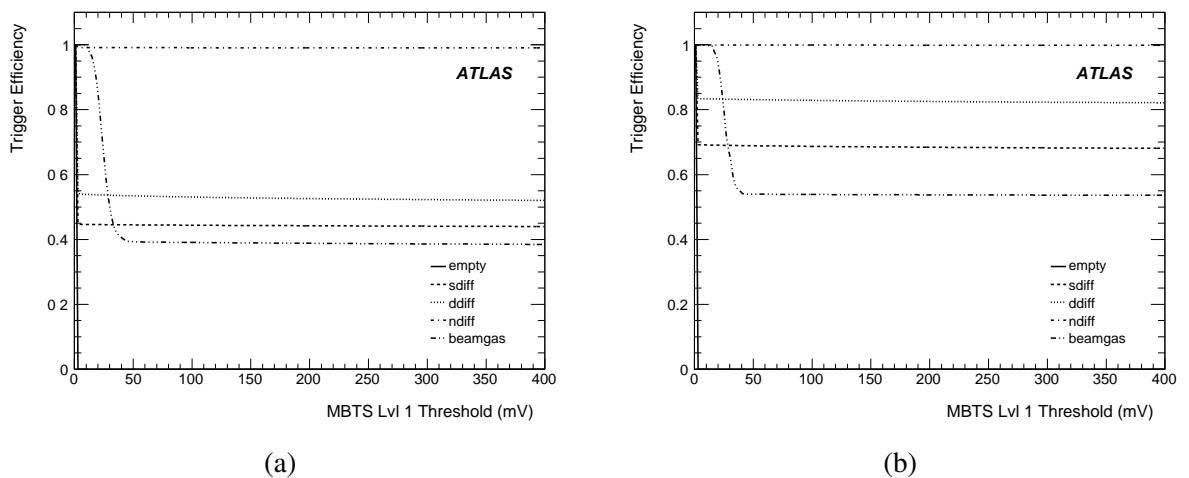 Trigger Efficiency
1
0.8
0.6
0.4
0.2
0
ATLAS
empty
sdiff
ddiff
ndiff
beamgas
0 50 100 150 200 250 300 350 400
MBTS Lvl 1 Threshold (mV)
(a)
Trigger Efficiency
1
0.8
0.6
0.4
0.2
0
ATLAS
empty
sdiff
ddiff
ndiff
beamgas
0 50 100 150 200 250 300 350 400
MBTS Lvl 1 Threshold (mV)
(b)